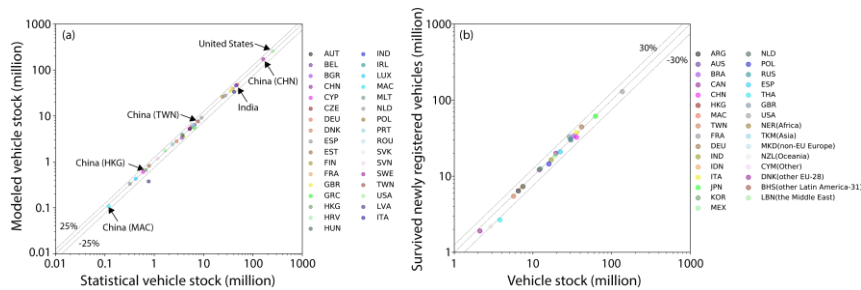 (a)
Modeled vehicle stock (million)
1000
100
10
1
0.1
0.01
0.01
0.1
1
10
100
1000
Statistical vehicle stock (million)
United States
China (CHN)
India
China (TWN)
China (HKG)
China (MAC)
25%
-25%
AUT
BEL
BGR
CHN
CYP
CZE
DEU
DNK
ESP
EST
FIN
FRA
GBR
GRC
HKG
HRV
HUN
IND
IRL
LUX
MAC
MLT
NLD
POL
PRT
ROU
SVK
SVN
SWE
TWN
USA
LVA
ITA
(b)
Survived newly registered vehicles (million)
1000
100
10
1
1
10
100
1000
Vehicle stock (million)
30%
-30%
ARG
AUS
BRA
CAN
CHN
HKG
MAC
TWN
FRA
DEU
IND
IDN
ITA
JPN
KOR
MEX
NLD
POL
RUS
ESP
THA
GBR
USA
NER(Africa)
TKM(Asia)
MKD(non-EU Europe)
NZL(Oceania)
CYM(Other)
DNK(other EU-28)
BHS(other Latin America-31)
LBN(the Middle East)